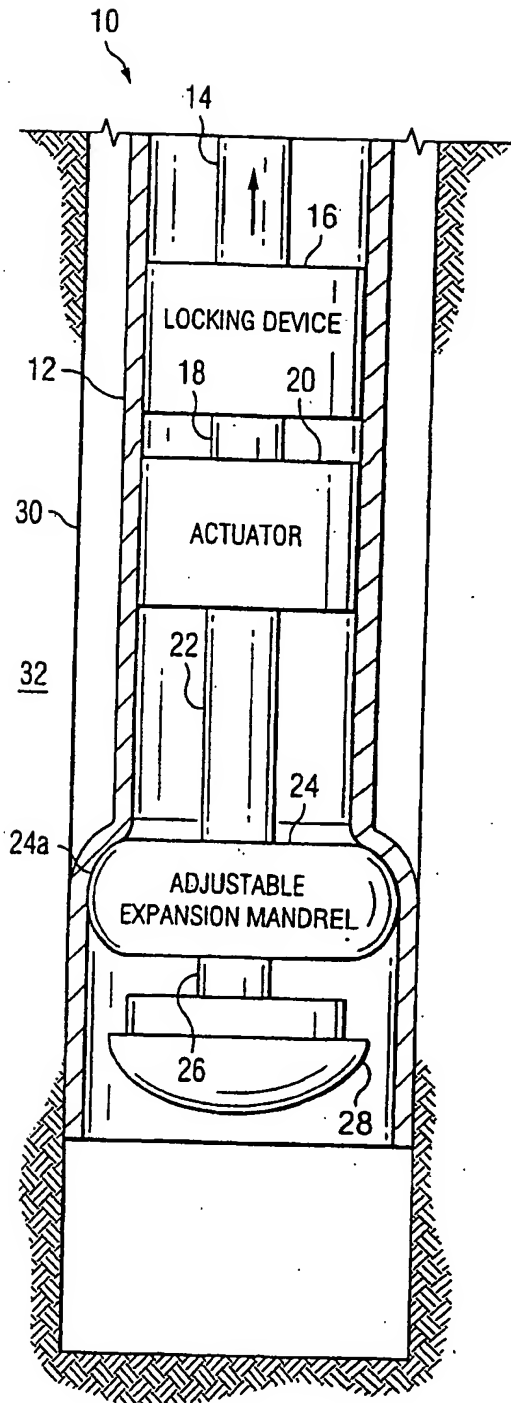 10
14
16
LOCKING DEVICE
12
18
20
30
ACTUATOR
22
32
24
24a
ADJUSTABLE
EXPANSION MANDREL
26
28